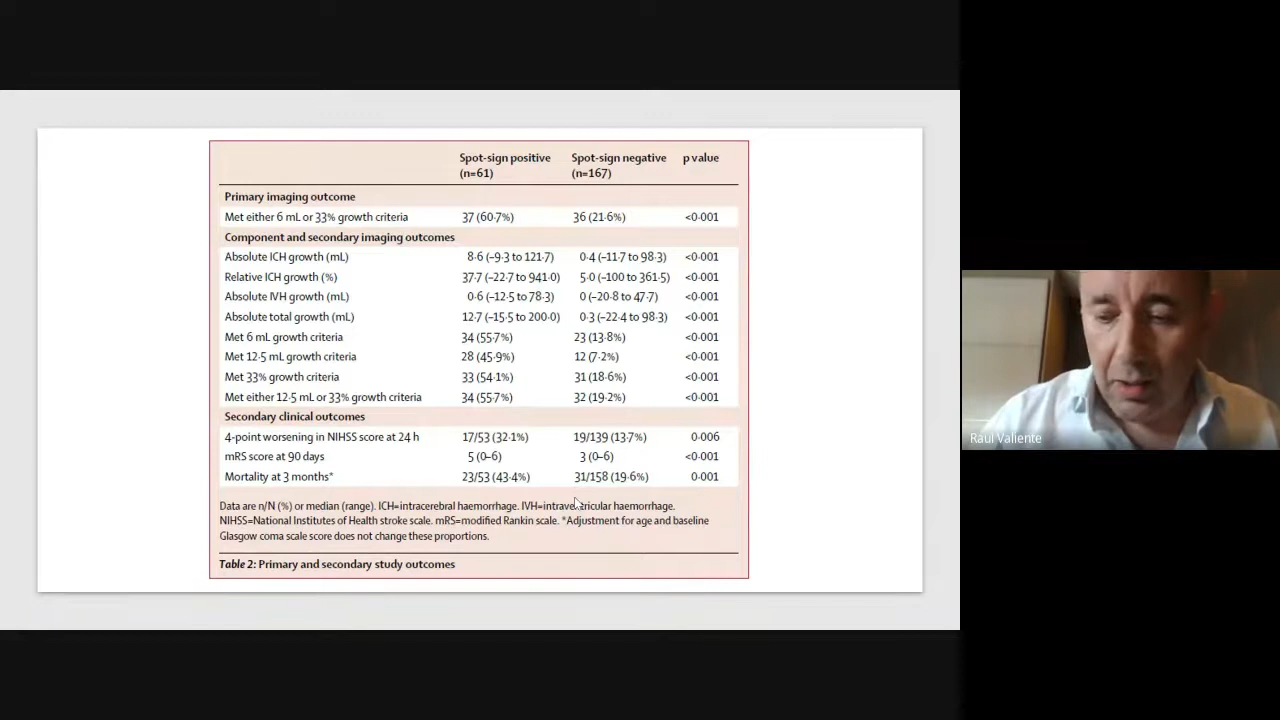 Spot-sign positive Spot-sign negative p value
(n=61) (n=167)
Primary imaging outcome
Met either 6 mL or 33% growth criteria 37 (60·7%) 36 (21·6%) <0·001
Component and secondary imaging outcomes
Absolute ICH growth (mL) 8·6 (–9·3 to 121·7) 0·4 (–11·7 to 98·3) <0·001
Relative ICH growth (%) 37·7 (–22·7 to 941·0) 5·0 (–100 to 361·5) <0·001
Absolute IVH growth (mL) 0·6 (–12·5 to 78·3) 0 (–20·8 to 47·7) <0·001
Absolute total growth (mL) 12·7 (–15·5 to 200·0) 0·3 (–22·4 to 98·3) <0·001
Met 6 mL growth criteria 34 (55·7%) 23 (13·8%) <0·001
Met 12·5 mL growth criteria 28 (45·9%) 12 (7·2%) <0·001
Met 33% growth criteria 33 (54·1%) 31 (18·6%) <0·001
Met either 12·5 mL or 33% growth criteria 34 (55·7%) 32 (19·2%) <0·001
Secondary clinical outcomes
4-point worsening in NIHSS score at 24 h 17/53 (32·1%) 19/139 (13·7%) 0·006
mRS score at 90 days 5 (0–6) 3 (0–6) <0·001
Mortality at 3 months* 23/53 (43·4%) 31/158 (19·6%) 0·001
Data are n/N (%) or median (range). ICH=intracerebral haemorrhage. IVH=intraventricular haemorrhage.
NIHSS=National Institutes of Health stroke scale. mRS=modified Rankin scale. *Adjustment for age and baseline
Glasgow coma scale score does not change these proportions.
Table 2: Primary and secondary study outcomes
Raul Valiente